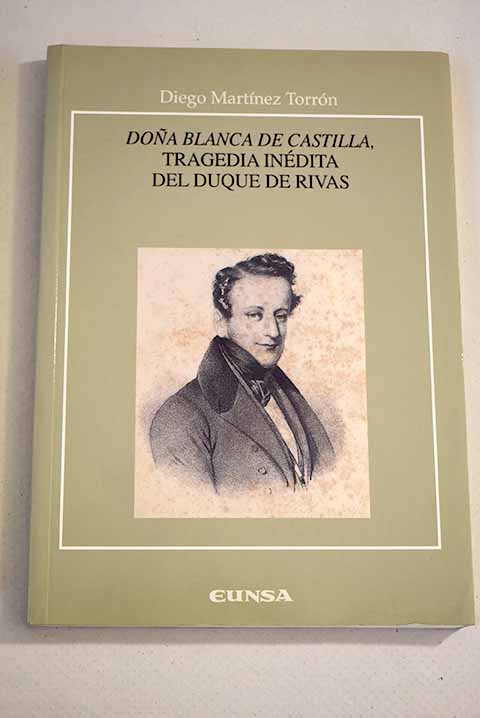 Diego Martínez Torrón
DOÑA BLANCA DE CASTILLA,
TRAGEDIA INÉDITA
DEL DUQUE DE RIVAS
EUNSA